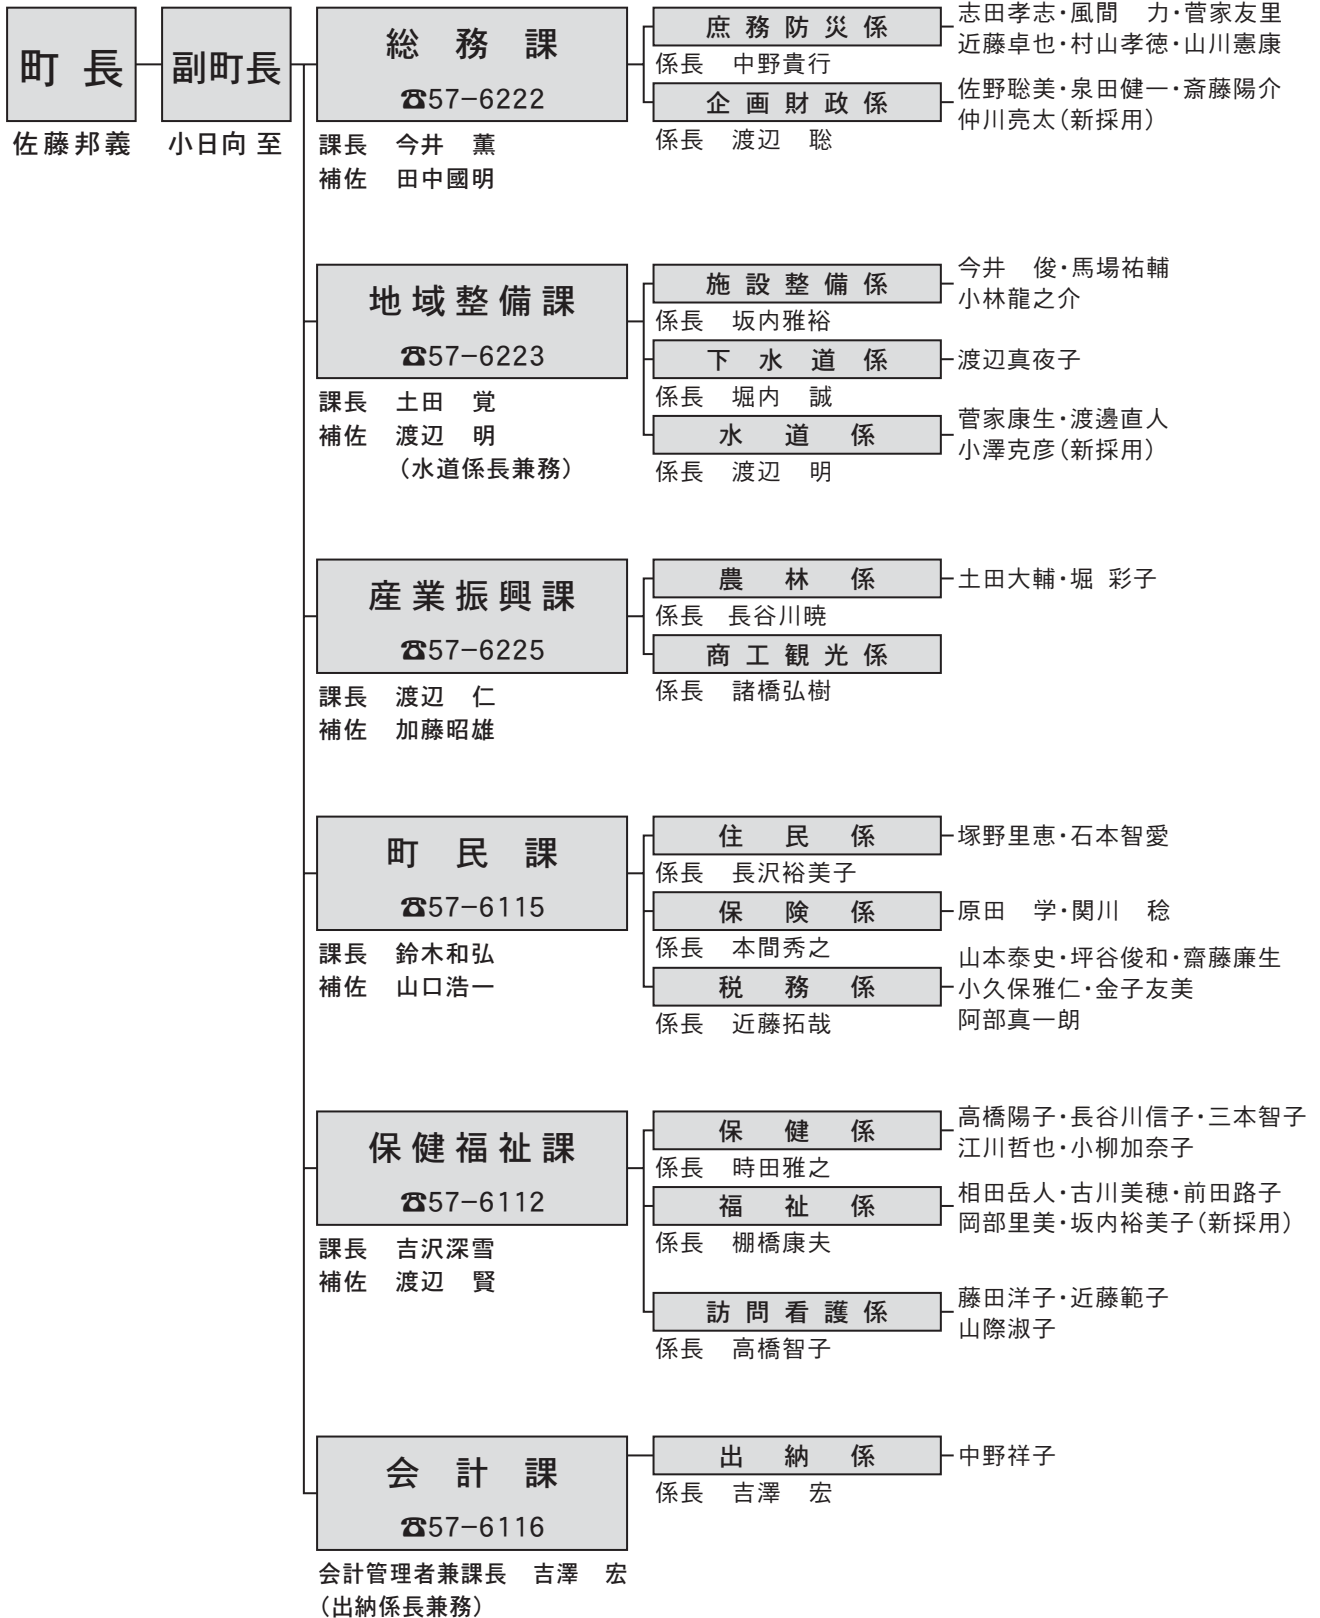 町 長
佐藤邦義
副町長
小日向 至
総 務 課
☎57−6222
課長 今井 薫
補佐 田中國明
庶務防災係
係長 中野貴行
志田孝志・風間 力・菅家友里
近藤卓也・村山孝徳・山川憲康
企画財政係
係長 渡辺 聡
佐野聡美・泉田健一・斎藤陽介
仲川亮太(新採用)
地域整備課
☎57−6223
課長 土田 覚
補佐 渡辺 明
(水道係長兼務)
施設整備係
係長 坂内雅裕
今井 俊・馬場祐輔
小林龍之介
下水道係
係長 堀内 誠
渡辺真夜子
水道係
係長 渡辺 明
菅家康生・渡邊直人
小澤克彦(新採用)
産業振興課
☎57−6225
課長 渡辺 仁
補佐 加藤昭雄
農林係
係長 長谷川暁
土田大輔・堀 彩子
商工観光係
係長 諸橋弘樹
町 民 課
☎57−6115
課長 鈴木和弘
補佐 山口浩一
住民係
係長 長沢裕美子
塚野里恵・石本智愛
保険係
係長 本間秀之
原田 学・関川 稔
税務係
係長 近藤拓哉
山本泰史・坪谷俊和・齋藤廉生
小久保雅仁・金子友美
阿部真一朗
保健福祉課
☎57−6112
課長 吉沢深雪
補佐 渡辺 賢
保健係
係長 時田雅之
高橋陽子・長谷川信子・三本智子
江川哲也・小柳加奈子
福祉係
係長 棚橋康夫
相田岳人・古川美穂・前田路子
岡部里美・坂内裕美子(新採用)
訪問看護係
係長 高橋智子
藤田洋子・近藤範子
山際淑子
会 計 課
☎57−6116
会計管理者兼課長 吉澤 宏
(出納係長兼務)
出納係
係長 吉澤 宏
中野祥子